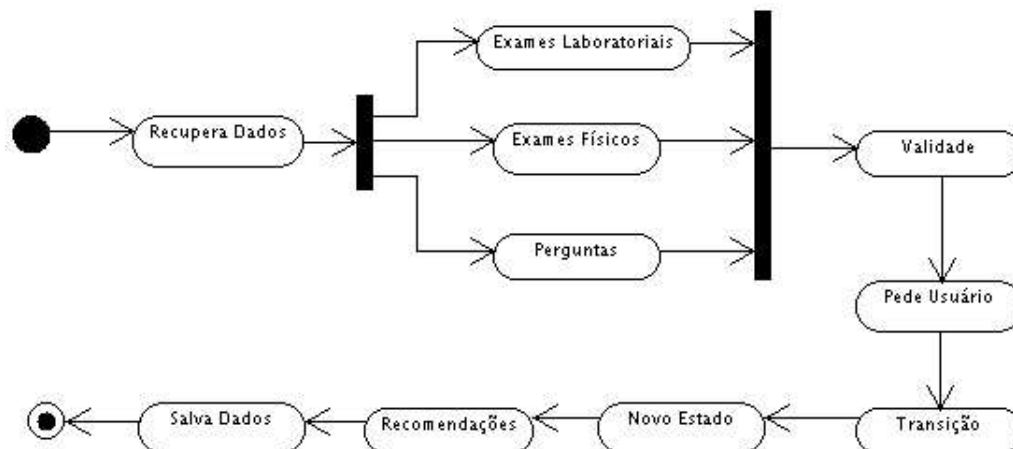 Exames Laboratoriais
Recupera Dados
Exames Físicos
Validade
Perguntas
Pede Usuário
Salva Dados
Recomendações
Novo Estado
Transição